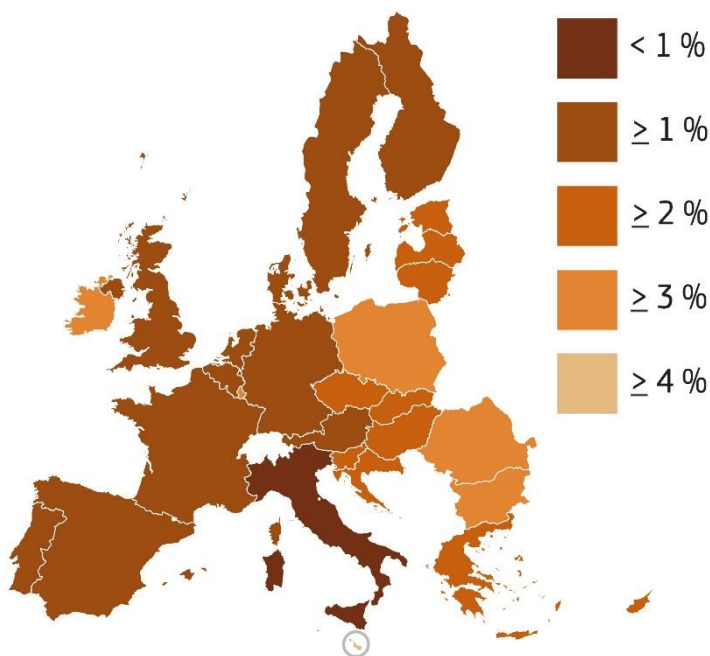 < 1 %
≥ 1 %
≥ 2 %
≥ 3 %
≥ 4 %